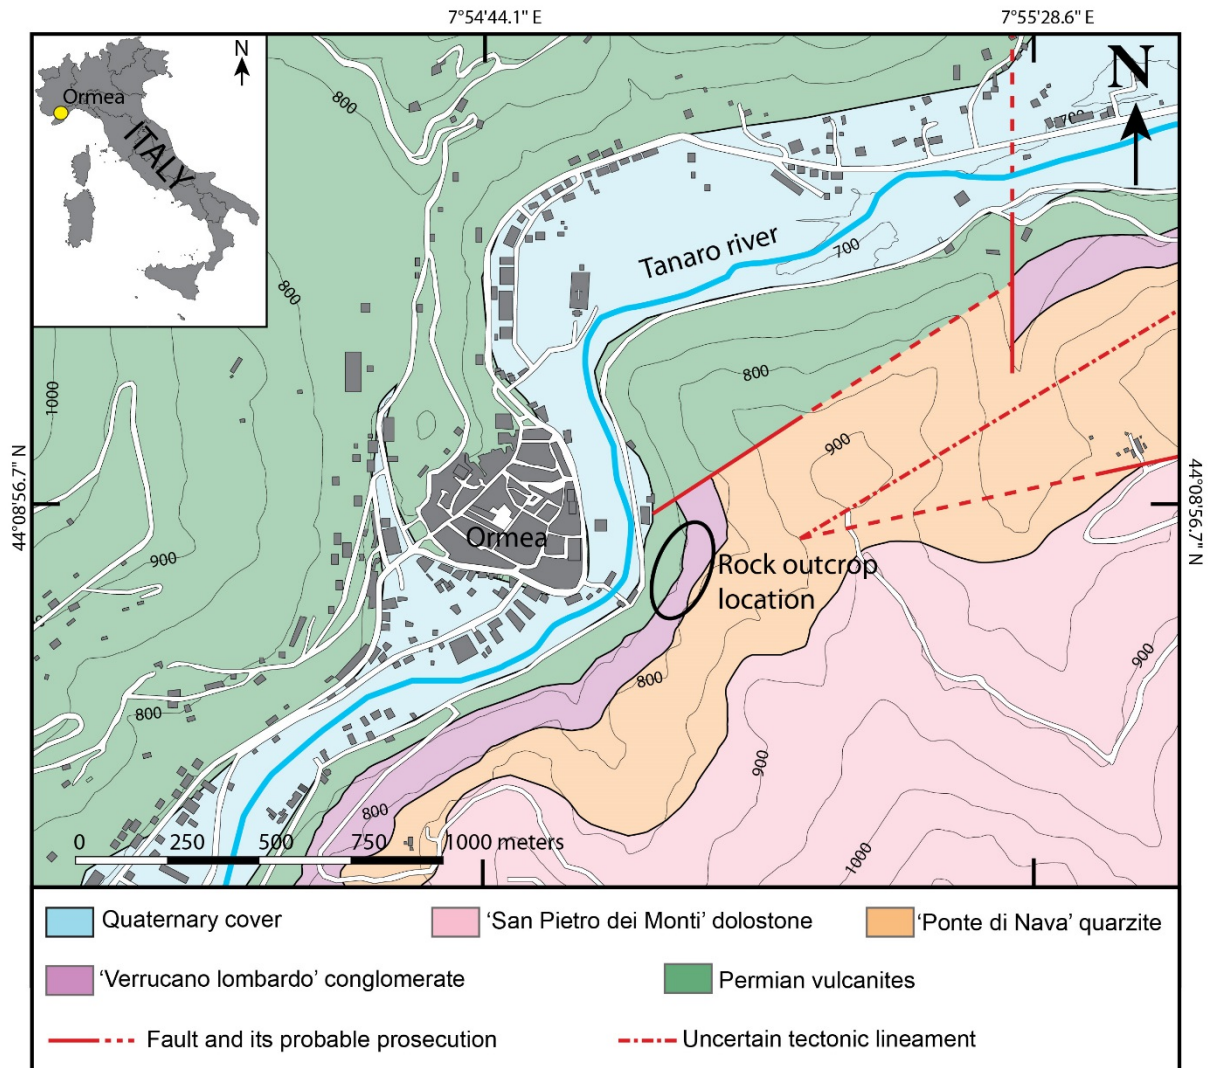 7°54'44.1" E
7°55'28.6" E
N
Ormea
ITALY
N
800
700
800
Tanaro river
700
1000
800
900
44°08'56.7" N
44°08'56.7" N
Ormea
Rock outcrop
location
900
800
900
800
900
800
1000
0 250 500 750 1000 meters
Quaternary cover
'San Pietro dei Monti' dolostone
'Ponte di Nava' quarzite
'Verrucano lombardo' conglomerate
Permian vulcanites
Fault and its probable prosecution
Uncertain tectonic lineament